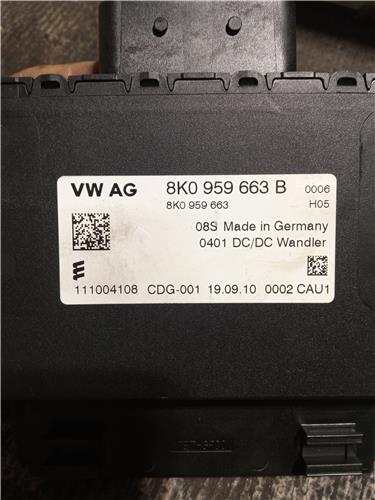 VW AG 8K0 959 663 B 0006
8K0 959 663 H05
08S Made in Germany
0401 DC/DC Wandler
111004108 CDG-001 19.09.10 0002 CAU1